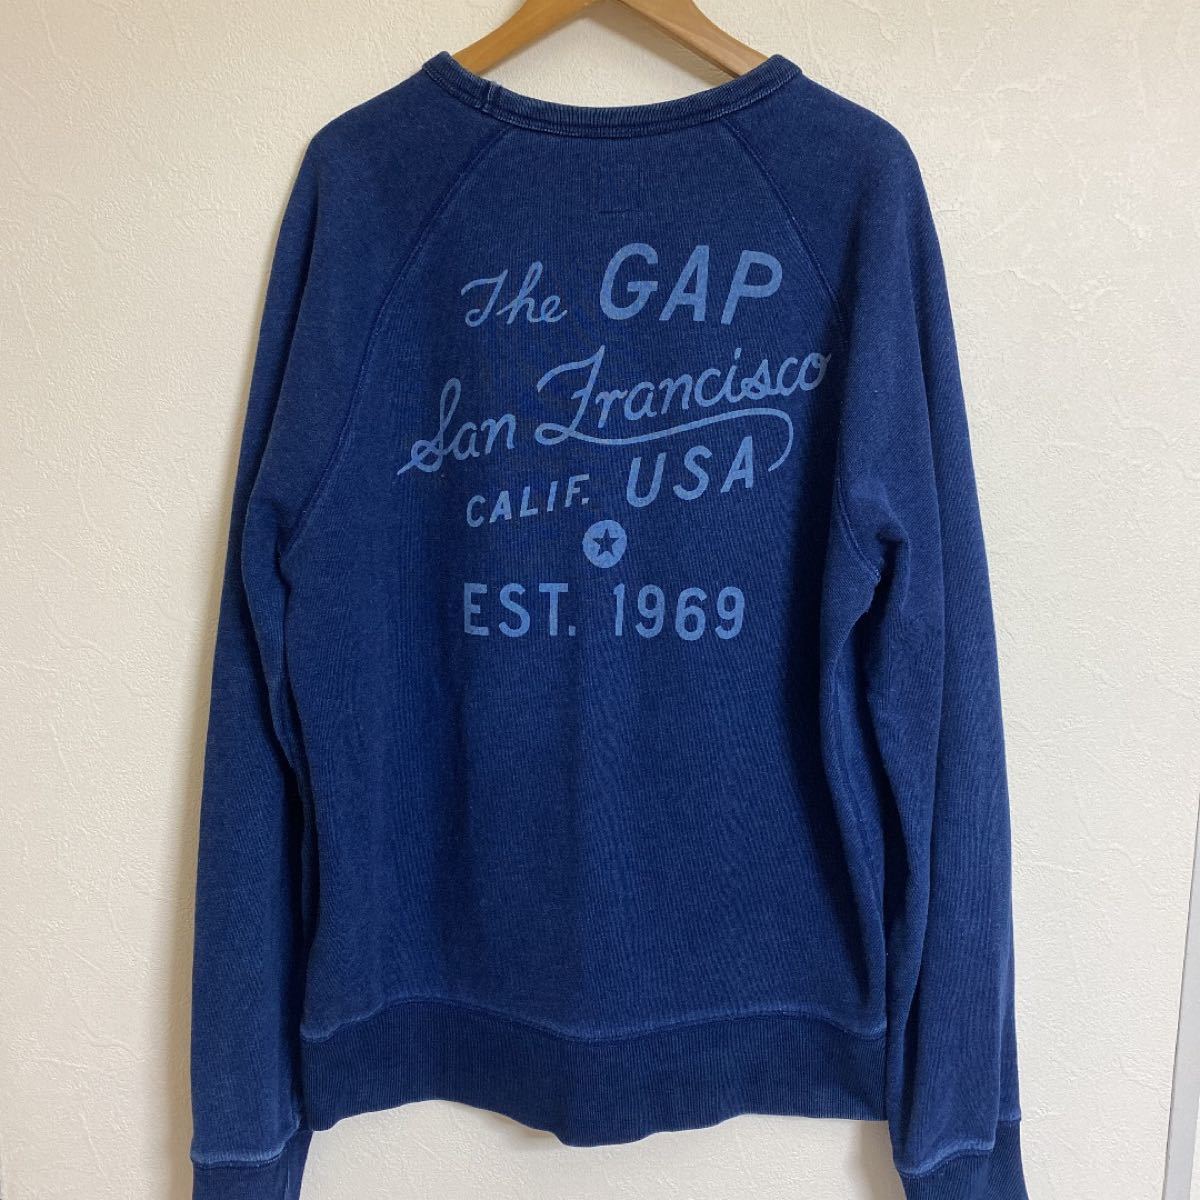 The GAP
San Francisco
CALIF. USA
EST. 1969